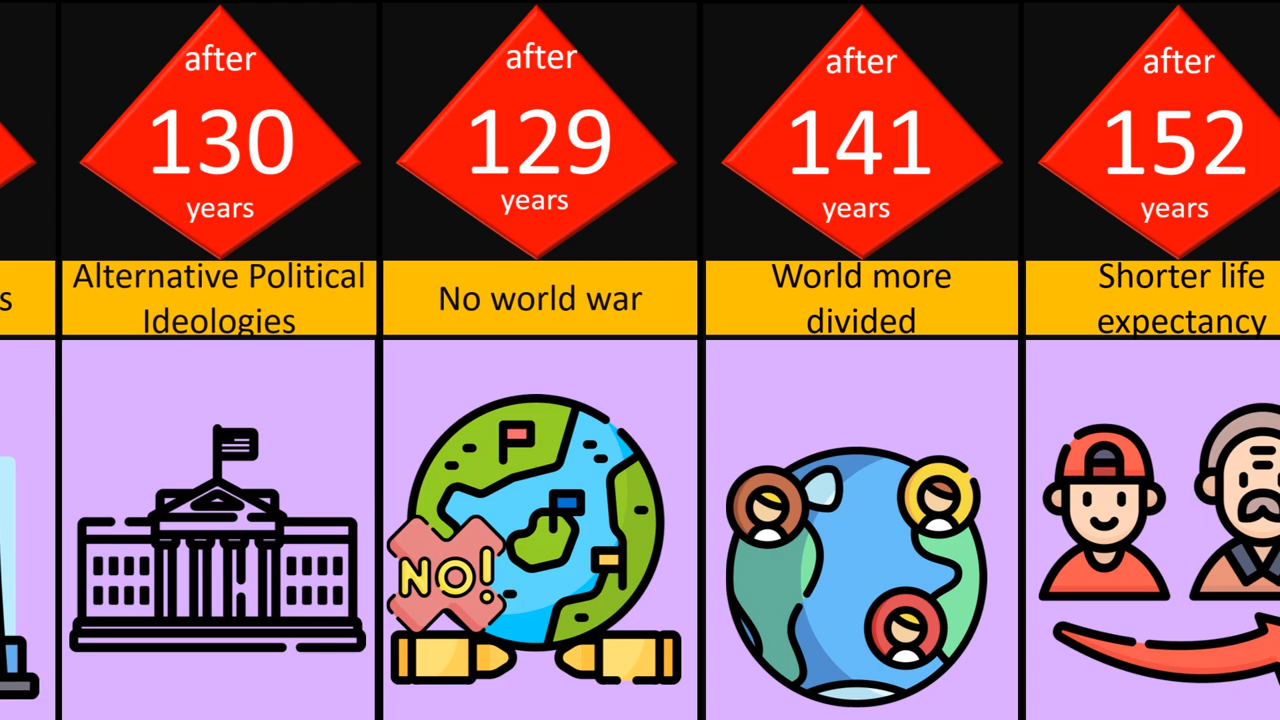 after
130
years
Alternative Political
Ideologies
after
129
years
No world war
NO!
after
141
years
World more
divided
after
152
years
Shorter life
expectancy
s